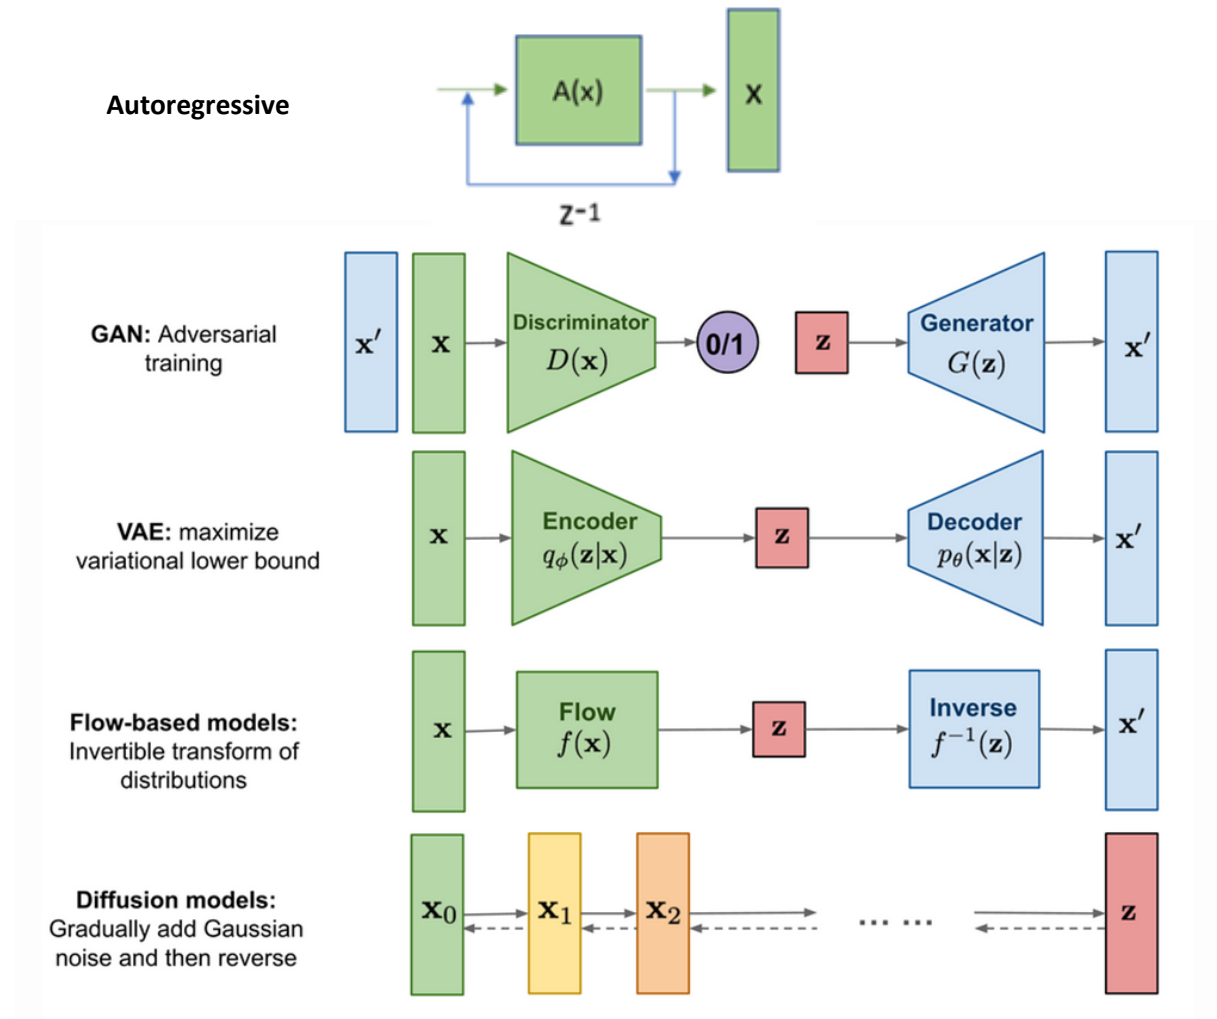 Autoregressive
A(x)
X
z-1
GAN: Adversarial
training
x′
x
Discriminator
D(x)
0/1
z
Generator
G(z)
x′
VAE: maximize
variational lower bound
x
Encoder
qϕ(z|x)
z
Decoder
pθ(x|z)
x′
Flow-based models:
Invertible transform of
distributions
x
Flow
f(x)
z
Inverse
f⁻¹(z)
x′
Diffusion models:
Gradually add Gaussian
noise and then reverse
x₀
x₁
x₂
... ...
z